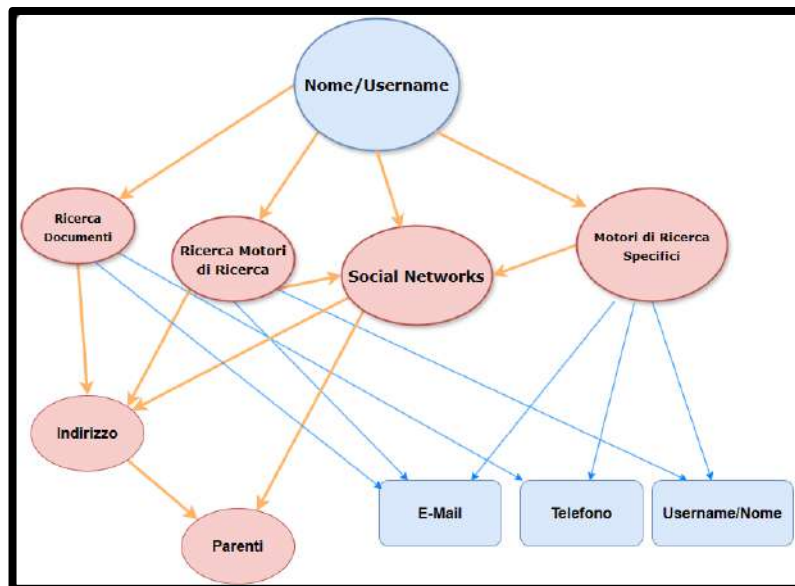 Nome/Username
Ricerca
Documenti
Ricerca Motori
di Ricerca
Social Networks
Motori di Ricerca
Specifici
Indirizzo
Parenti
E-Mail
Telefono
Username/Nome